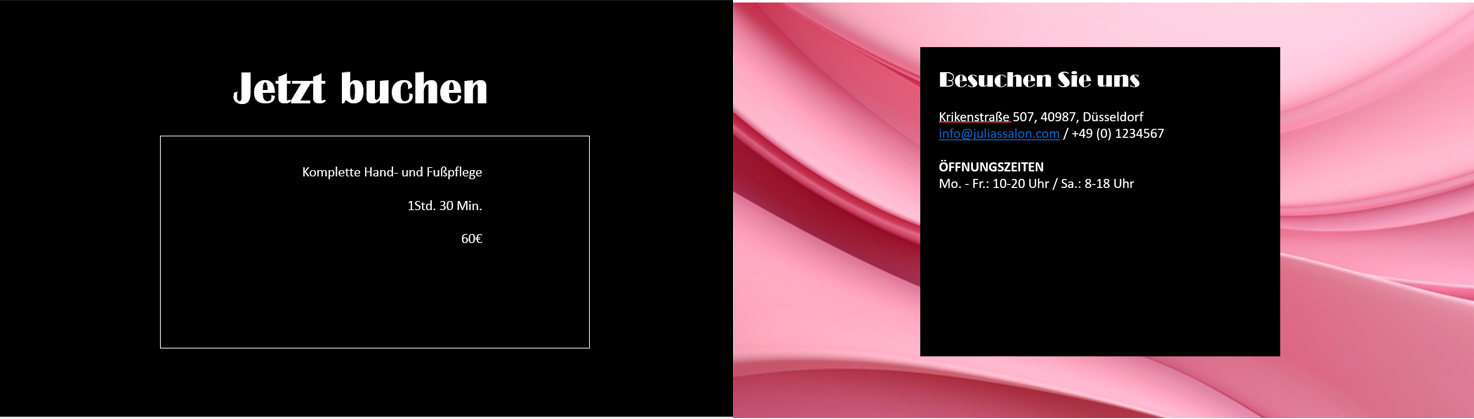 Jetzt buchen
Komplette Hand- und Fußpflege
1Std. 30 Min.
60€
Besuchen Sie uns
Krikenstraße 507, 40987, Düsseldorf
info@juliassalon.com / +49 (0) 1234567
ÖFFNUNGSZEITEN
Mo. - Fr.: 10-20 Uhr / Sa.: 8-18 Uhr